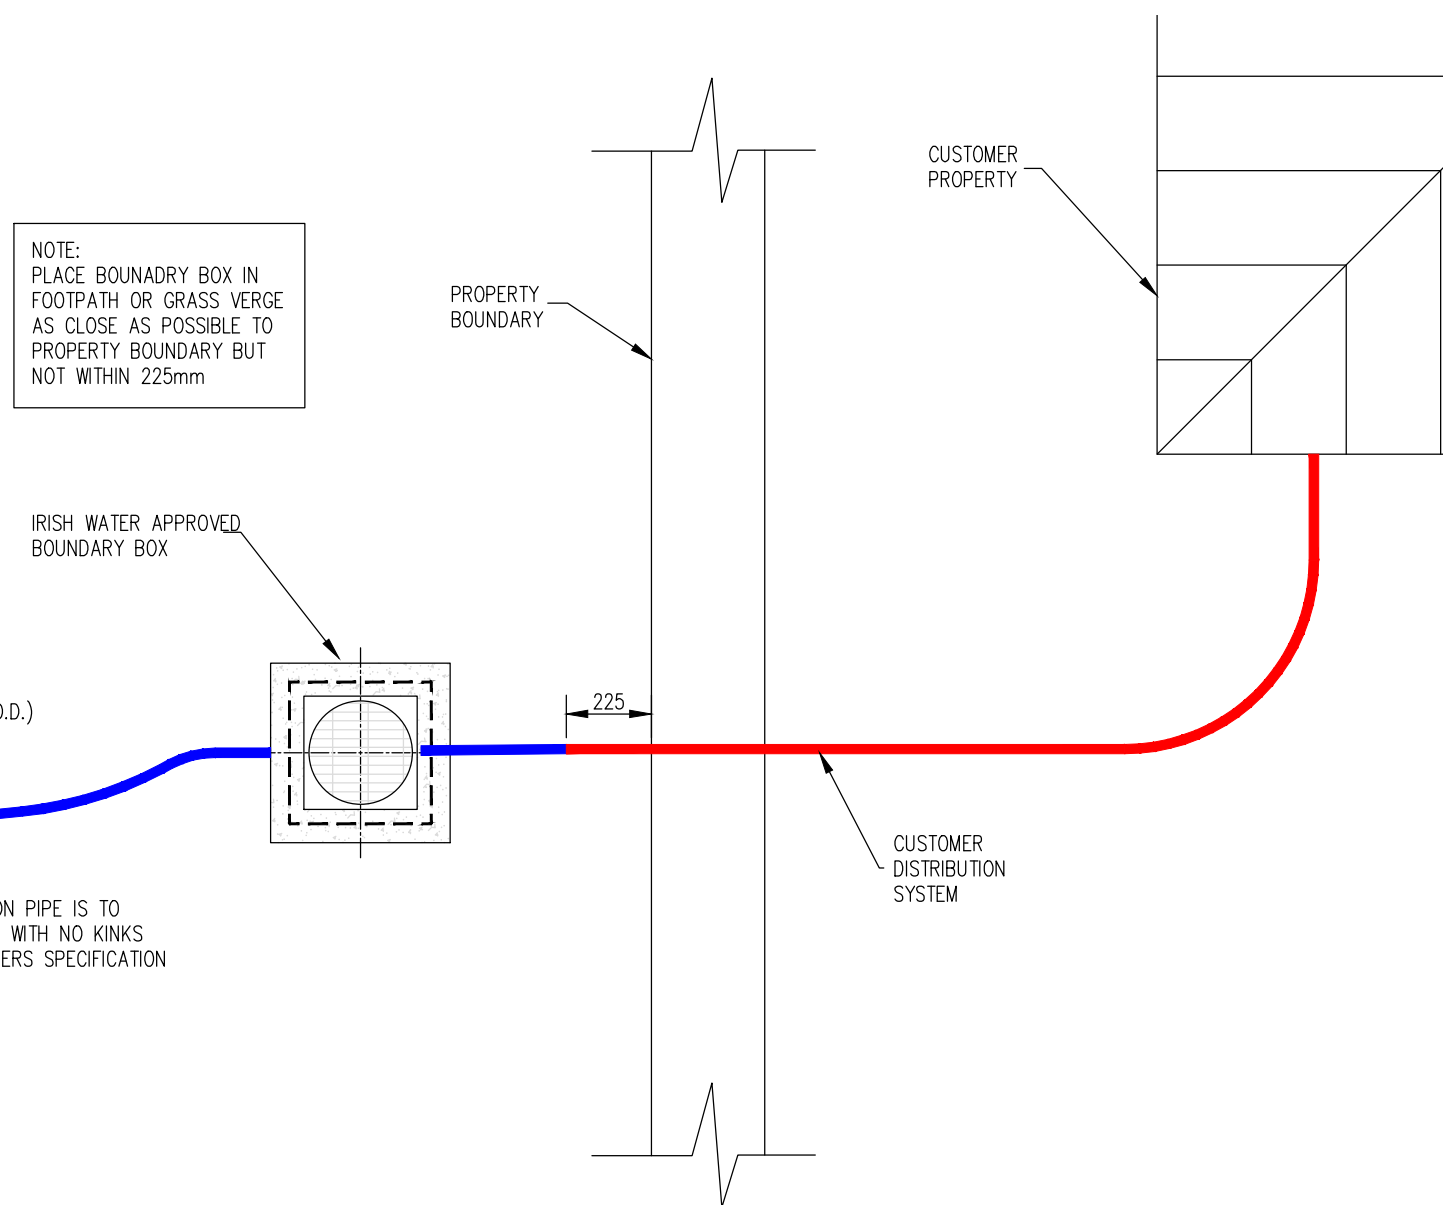 CUSTOMER
PROPERTY
NOTE:
PLACE BOUNADRY BOX IN
FOOTPATH OR GRASS VERGE
AS CLOSE AS POSSIBLE TO
PROPERTY BOUNDARY BUT
NOT WITHIN 225mm
PROPERTY
BOUNDARY
IRISH WATER APPROVED
BOUNDARY BOX
225
O.D.)
CUSTOMER
DISTRIBUTION
SYSTEM
ON PIPE IS TO
WITH NO KINKS
ERS SPECIFICATION